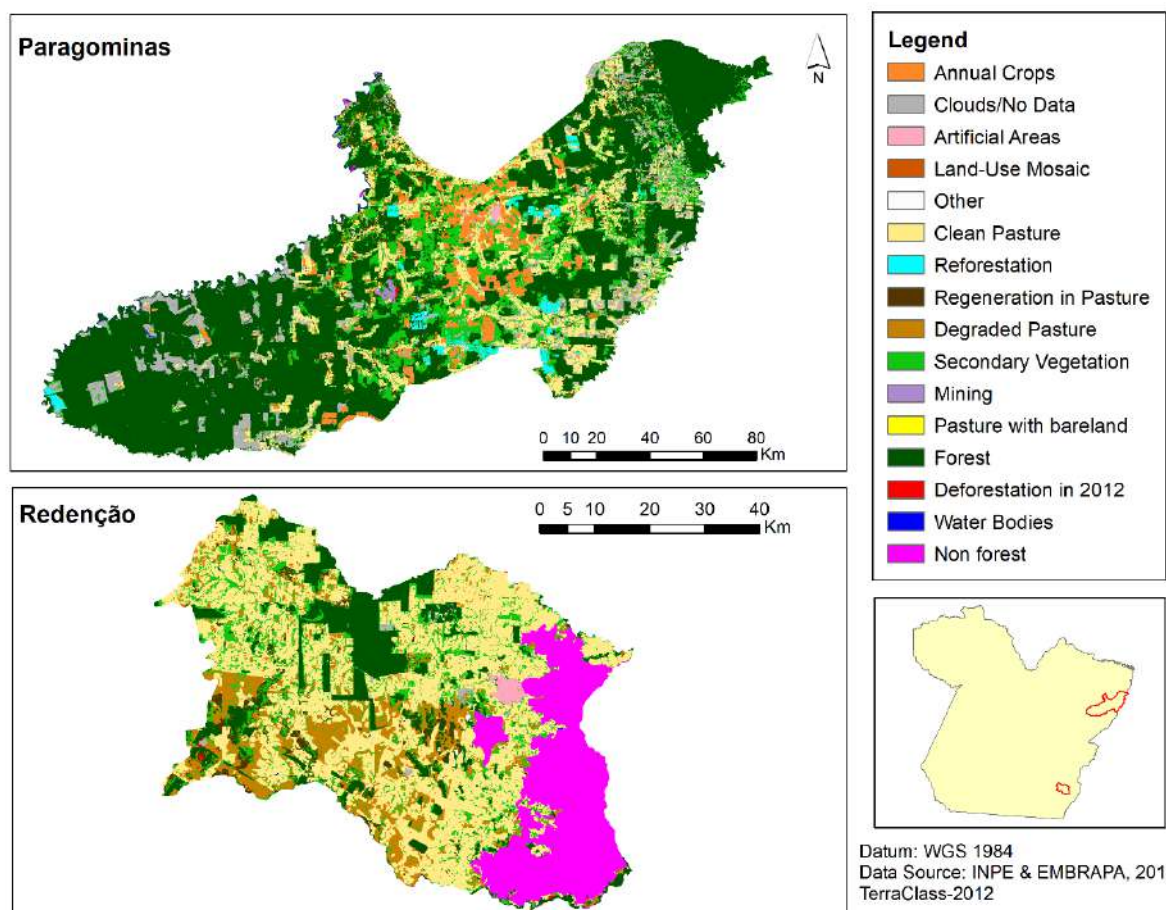 Paragominas
N
0 10 20 40 60 80
Km
Redenção
0 5 10 20 30 40
Km
Legend
Annual Crops
Clouds/No Data
Artificial Areas
Land-Use Mosaic
Other
Clean Pasture
Reforestation
Regeneration in Pasture
Degraded Pasture
Secondary Vegetation
Mining
Pasture with bareland
Forest
Deforestation in 2012
Water Bodies
Non forest
Datum: WGS 1984
Data Source: INPE & EMBRAPA, 201
TerraClass-2012